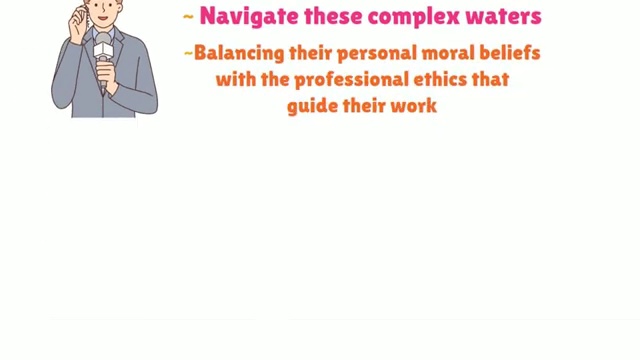 ~ Navigate these complex waters
~Balancing their personal moral beliefs
with the professional ethics that
guide their work